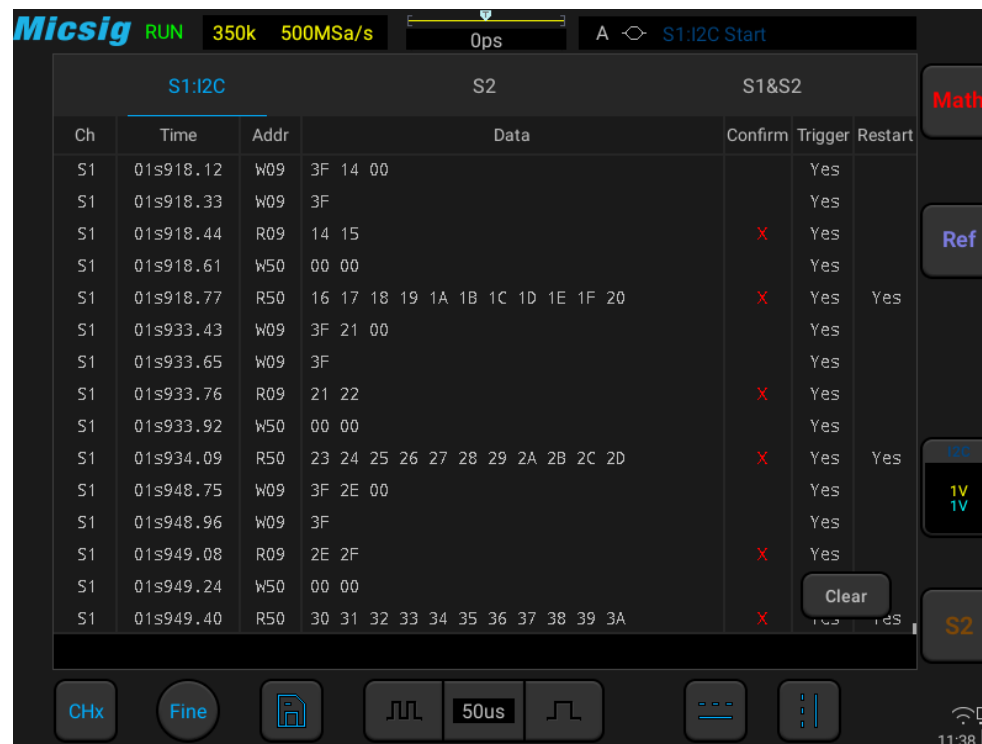 Micsig RUN 350k 500MSa/s T 0ps A S1:I2C Start
S1:I2C S2 S1&S2
Math
Ch Time Addr Data Confirm Trigger Restart
S1 01s918.12 W09 3F 14 00 Yes
S1 01s918.33 W09 3F Yes
S1 01s918.44 R09 14 15 X Yes
Ref
S1 01s918.61 W50 00 00 Yes
S1 01s918.77 R50 16 17 18 19 1A 1B 1C 1D 1E 1F 20 X Yes Yes
S1 01s933.43 W09 3F 21 00 Yes
S1 01s933.65 W09 3F Yes
S1 01s933.76 R09 21 22 X Yes
S1 01s933.92 W50 00 00 Yes
S1 01s934.09 R50 23 24 25 26 27 28 29 2A 2B 2C 2D X Yes Yes
I2C
S1 01s948.75 W09 3F 2E 00 Yes
1V
1V
S1 01s948.96 W09 3F Yes
S1 01s949.08 R09 2E 2F X Yes
S1 01s949.24 W50 00 00
Clear
S1 01s949.40 R50 30 31 32 33 34 35 36 37 38 39 3A X Yes Yes
S2
CHx Fine 50us
11:38